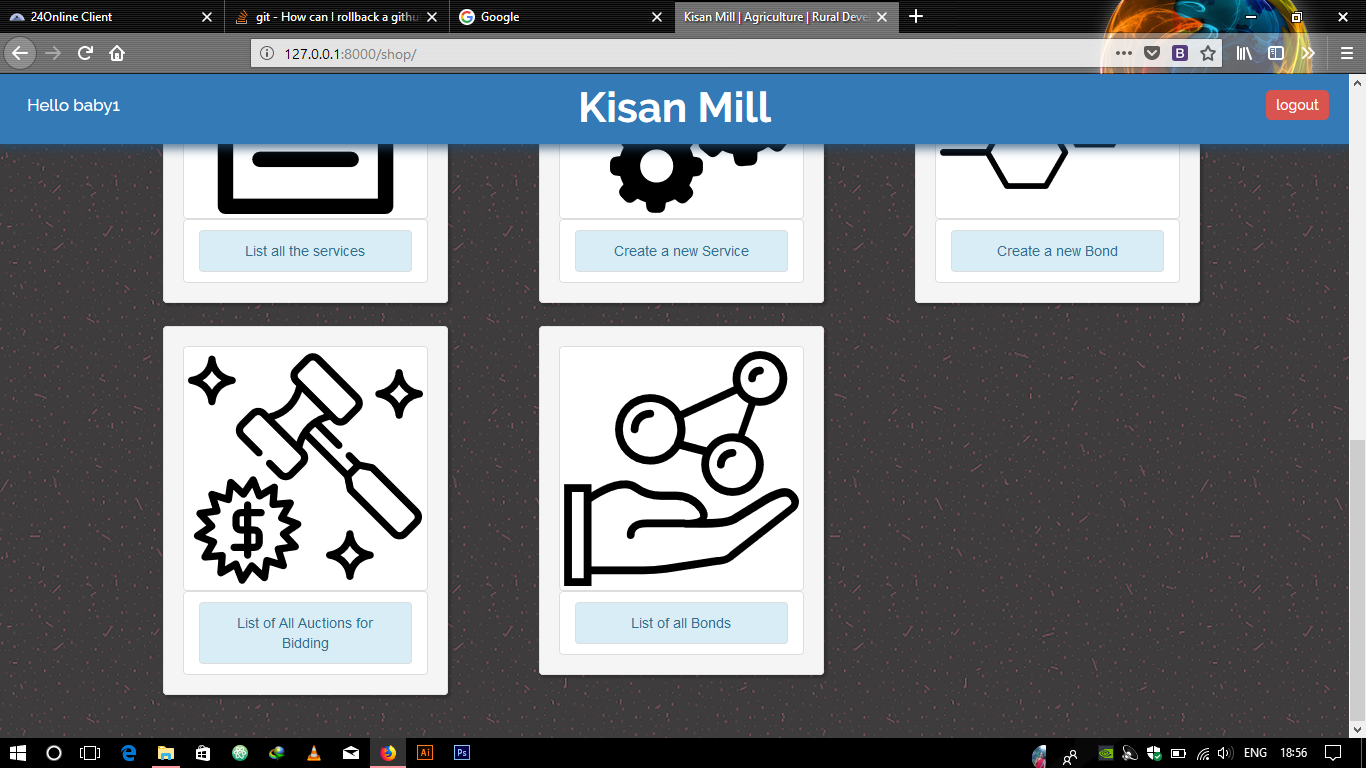 24Online Client
git - How can I rollback a githu
Google
Kisan Mill | Agriculture | Rural Deve
127.0.0.1:8000/shop/
B
Hello baby1
Kisan Mill
logout
List all the services
Create a new Service
Create a new Bond
$
List of All Auctions for
Bidding
List of all Bonds
Ai
Ps
ENG
18:56